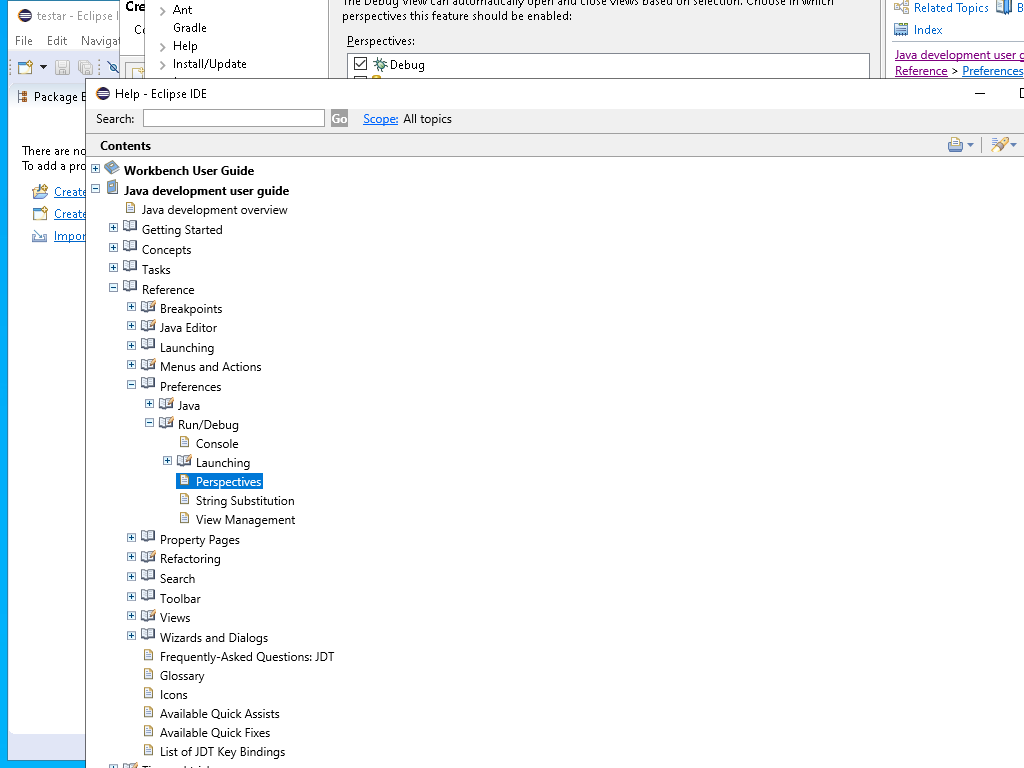 testar - Eclipse I
File Edit Navigat
Package E
There are no
To add a pro
Create
Create
Impor
Cre
Ant
Gradle
Help
Install/Update
The Debug View can automatically open and close views based on selection. Choose in which
perspectives this feature should be enabled:
Perspectives:
Debug
Related Topics B
Index
Java development user g
Reference > Preferences
Help - Eclipse IDE
Search: Go Scope: All topics
Contents
Workbench User Guide
Java development user guide
Java development overview
Getting Started
Concepts
Tasks
Reference
Breakpoints
Java Editor
Launching
Menus and Actions
Preferences
Java
Run/Debug
Console
Launching
Perspectives
String Substitution
View Management
Property Pages
Refactoring
Search
Toolbar
Views
Wizards and Dialogs
Frequently-Asked Questions: JDT
Glossary
Icons
Available Quick Assists
Available Quick Fixes
List of JDT Key Bindings